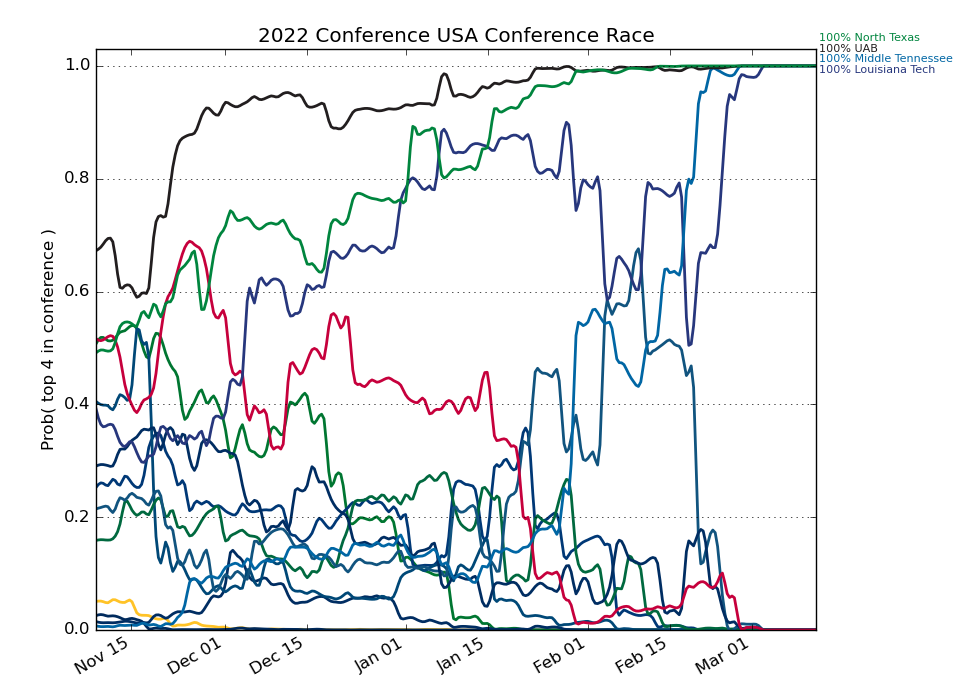 2022 Conference USA Conference Race
100% North Texas
100% UAB
100% Middle Tennessee
100% Louisiana Tech
Prob( top 4 in conference )
1.0
0.8
0.6
0.4
0.2
0.0
Nov 15
Dec 01
Dec 15
Jan 01
Jan 15
Feb 01
Feb 15
Mar 01